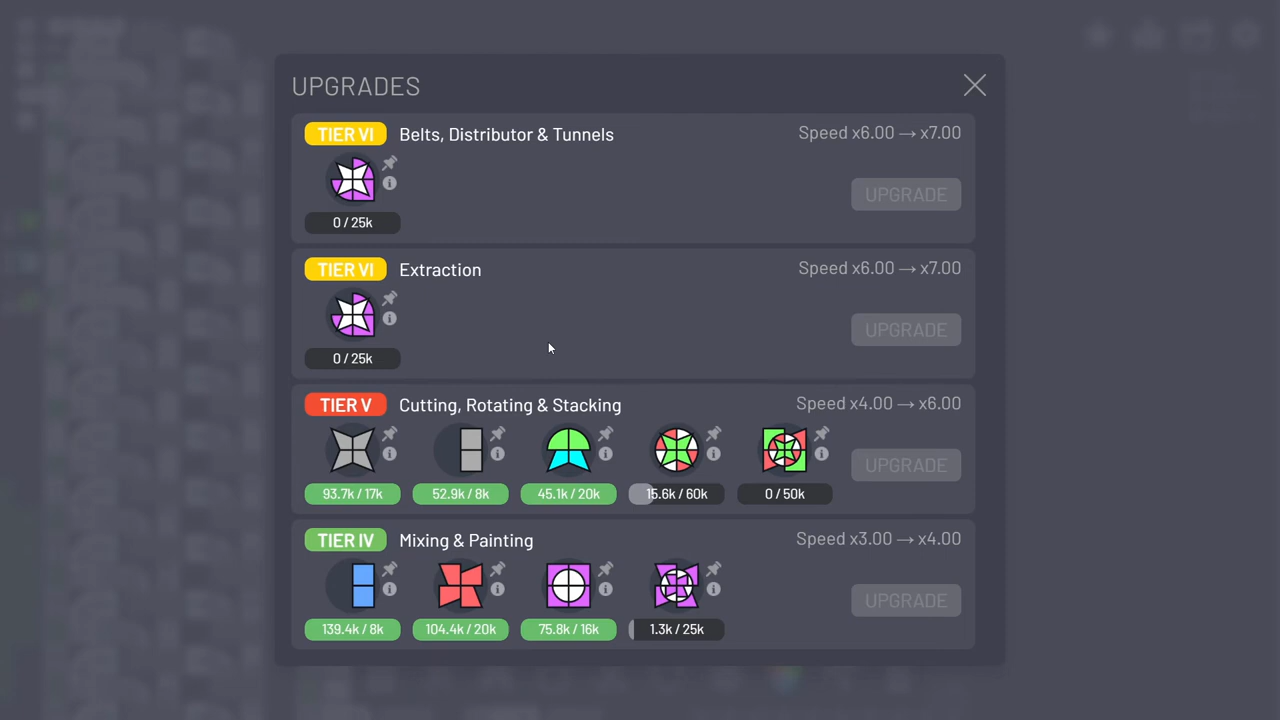 UPGRADES
TIER VI Belts, Distributor & Tunnels Speed x6.00 → x7.00
UPGRADE
0 / 25k
TIER VI Extraction Speed x6.00 → x7.00
UPGRADE
0 / 25k
TIER V Cutting, Rotating & Stacking Speed x4.00 → x6.00
UPGRADE
93.7k / 17k 52.9k / 8k 45.1k / 20k 15.6k / 60k 0 / 50k
TIER IV Mixing & Painting Speed x3.00 → x4.00
UPGRADE
139.4k / 8k 104.4k / 20k 75.8k / 16k 1.3k / 25k